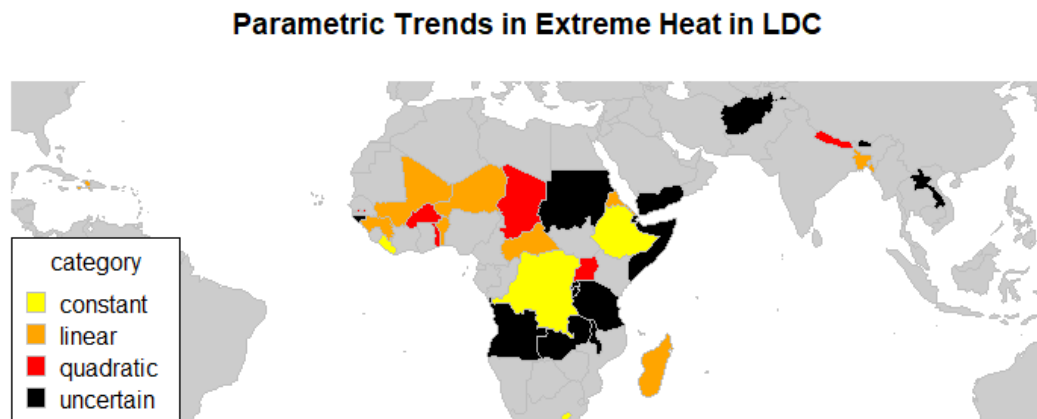 Parametric Trends in Extreme Heat in LDC
category
constant
linear
quadratic
uncertain